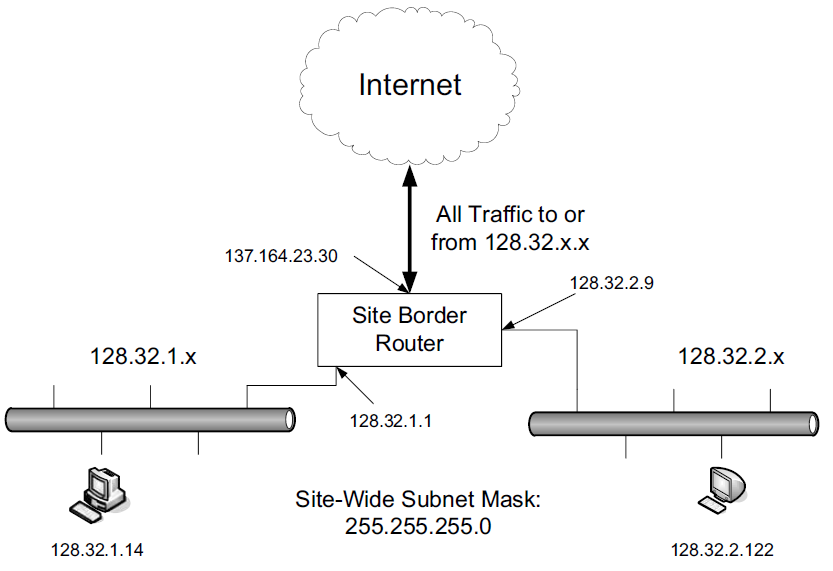 Internet
All Traffic to or
from 128.32.x.x
137.164.23.30
128.32.2.9
Site Border
Router
128.32.1.x
128.32.2.x
128.32.1.1
Site-Wide Subnet Mask:
255.255.255.0
128.32.1.14
128.32.2.122